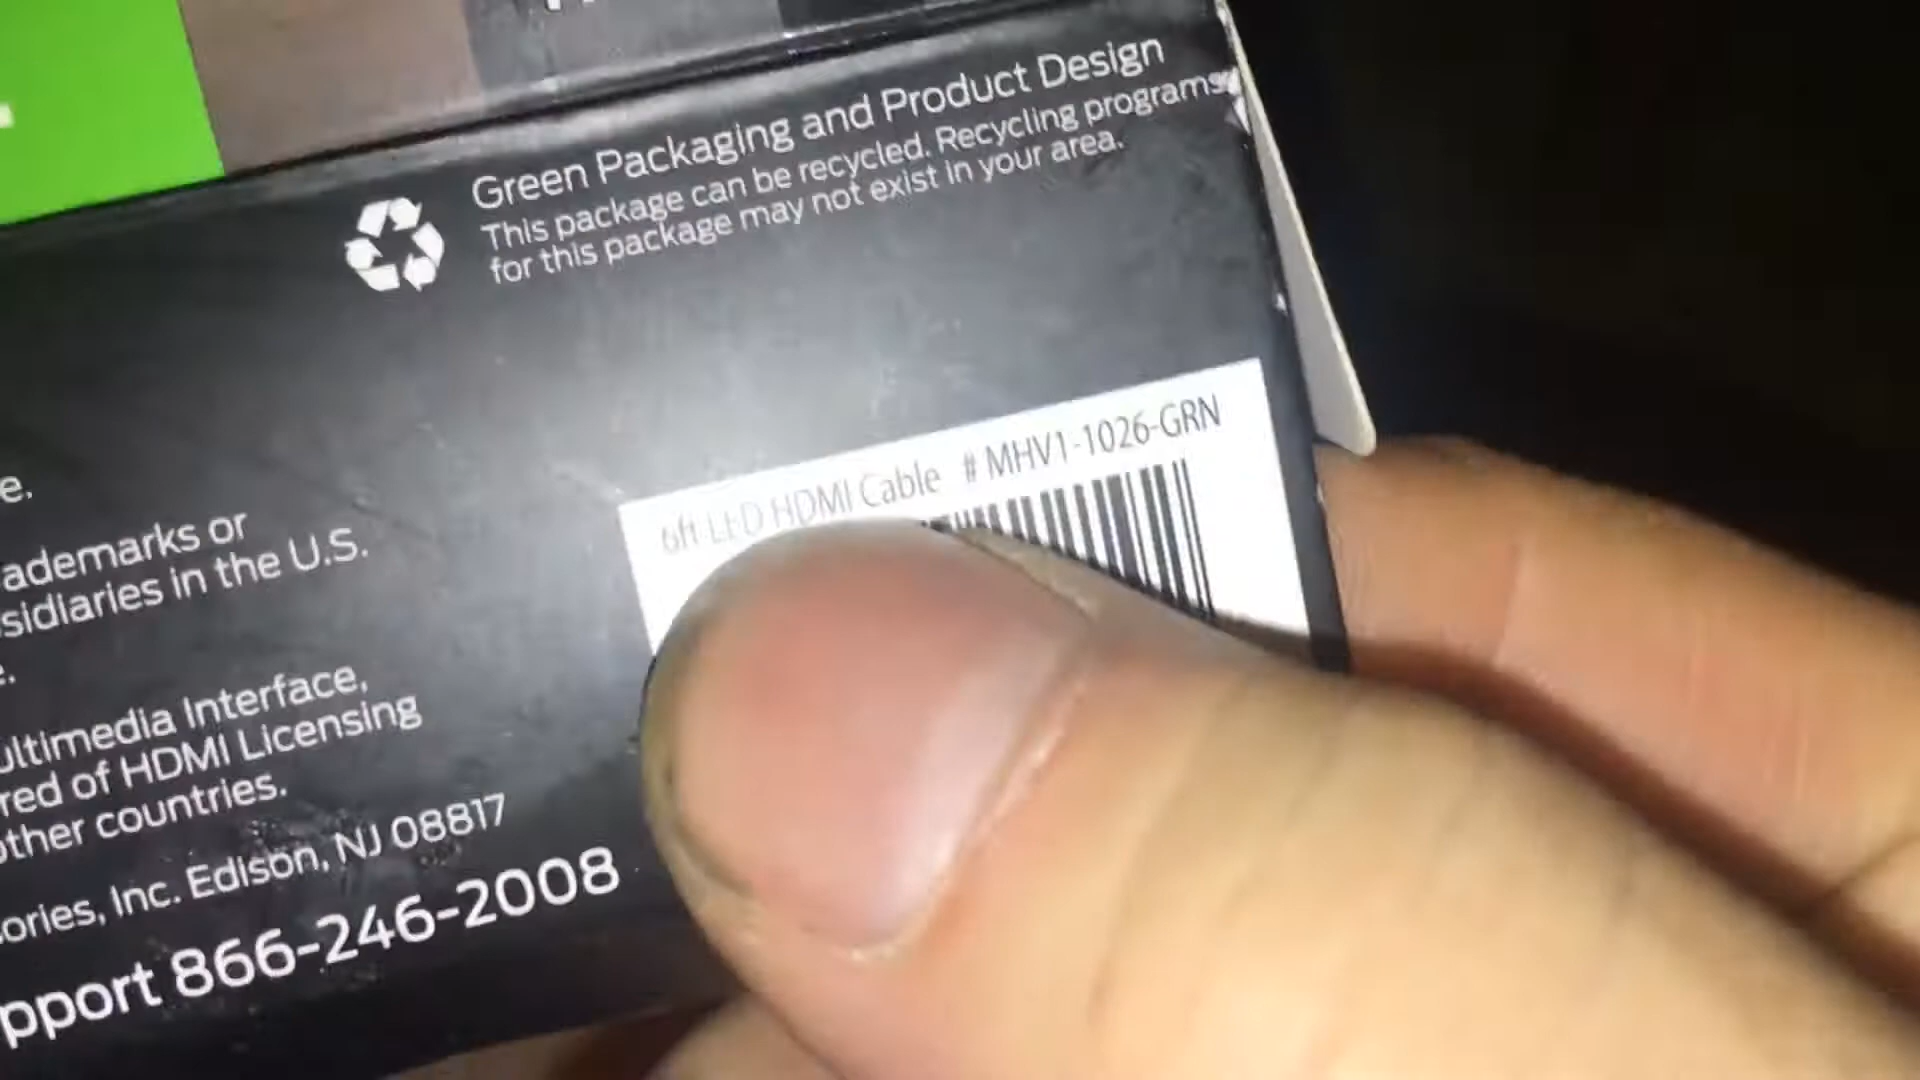 Green Packaging and Product Design
This package can be recycled. Recycling programs
for this package may not exist in your area.
6ft LED HDMI Cable # MHV1-1026-GRN
e.
ademarks or
sidiaries in the U.S.
e.
ultimedia Interface,
red of HDMI Licensing
other countries.
ories, Inc. Edison, NJ 08817
pport 866-246-2008